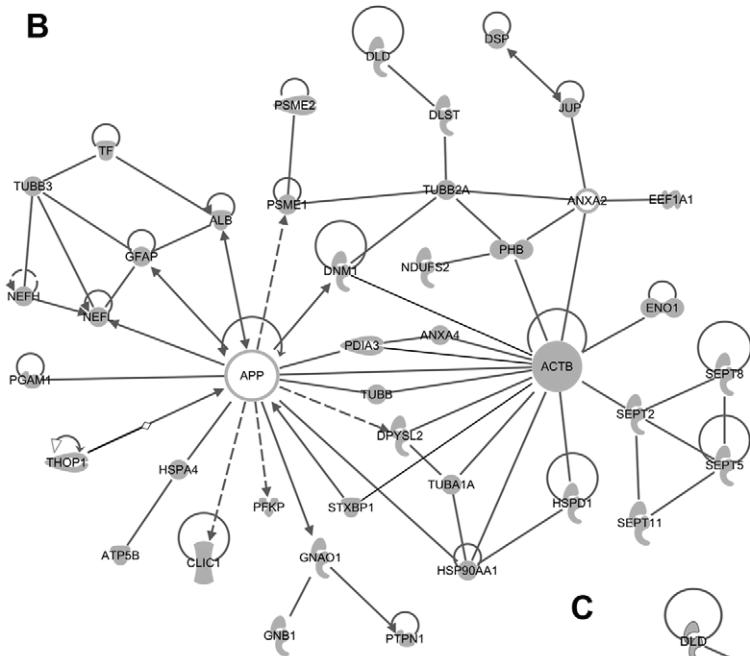 B
DLD
DSP
PSME2
JUP
DLST
TF
TUBB3
TUBB2A
PSME1
ANXA2
EEF1A1
ALB
GFAP
PHB
NDUFS2
DNM1
NEFH
NEFL
ENO1
ANXA4
PDIA3
ACTB
APP
SEPT8
PGAM1
TUBB
SEPT2
DPYSL2
THOP1
HSPA4
SEPT5
TUBA1A
PFKP
STXBP1
HSPD1
SEPT11
ATP5B
CLIC1
GNAO1
HSP90AA1
C
GNB1
PTPN1
DLD